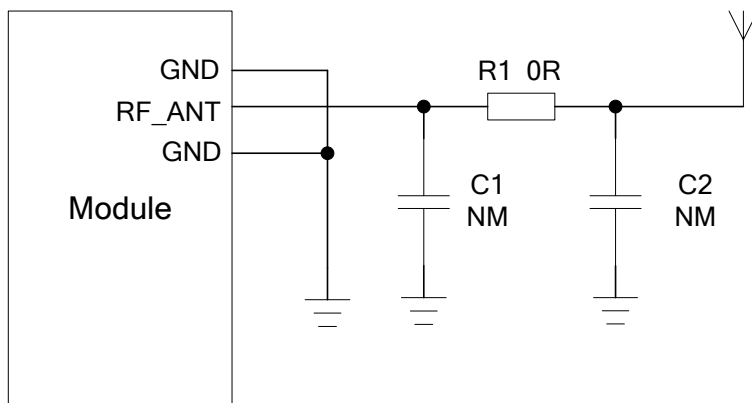 GND
RF_ANT
GND
Module
R1 0R
C1
NM
C2
NM